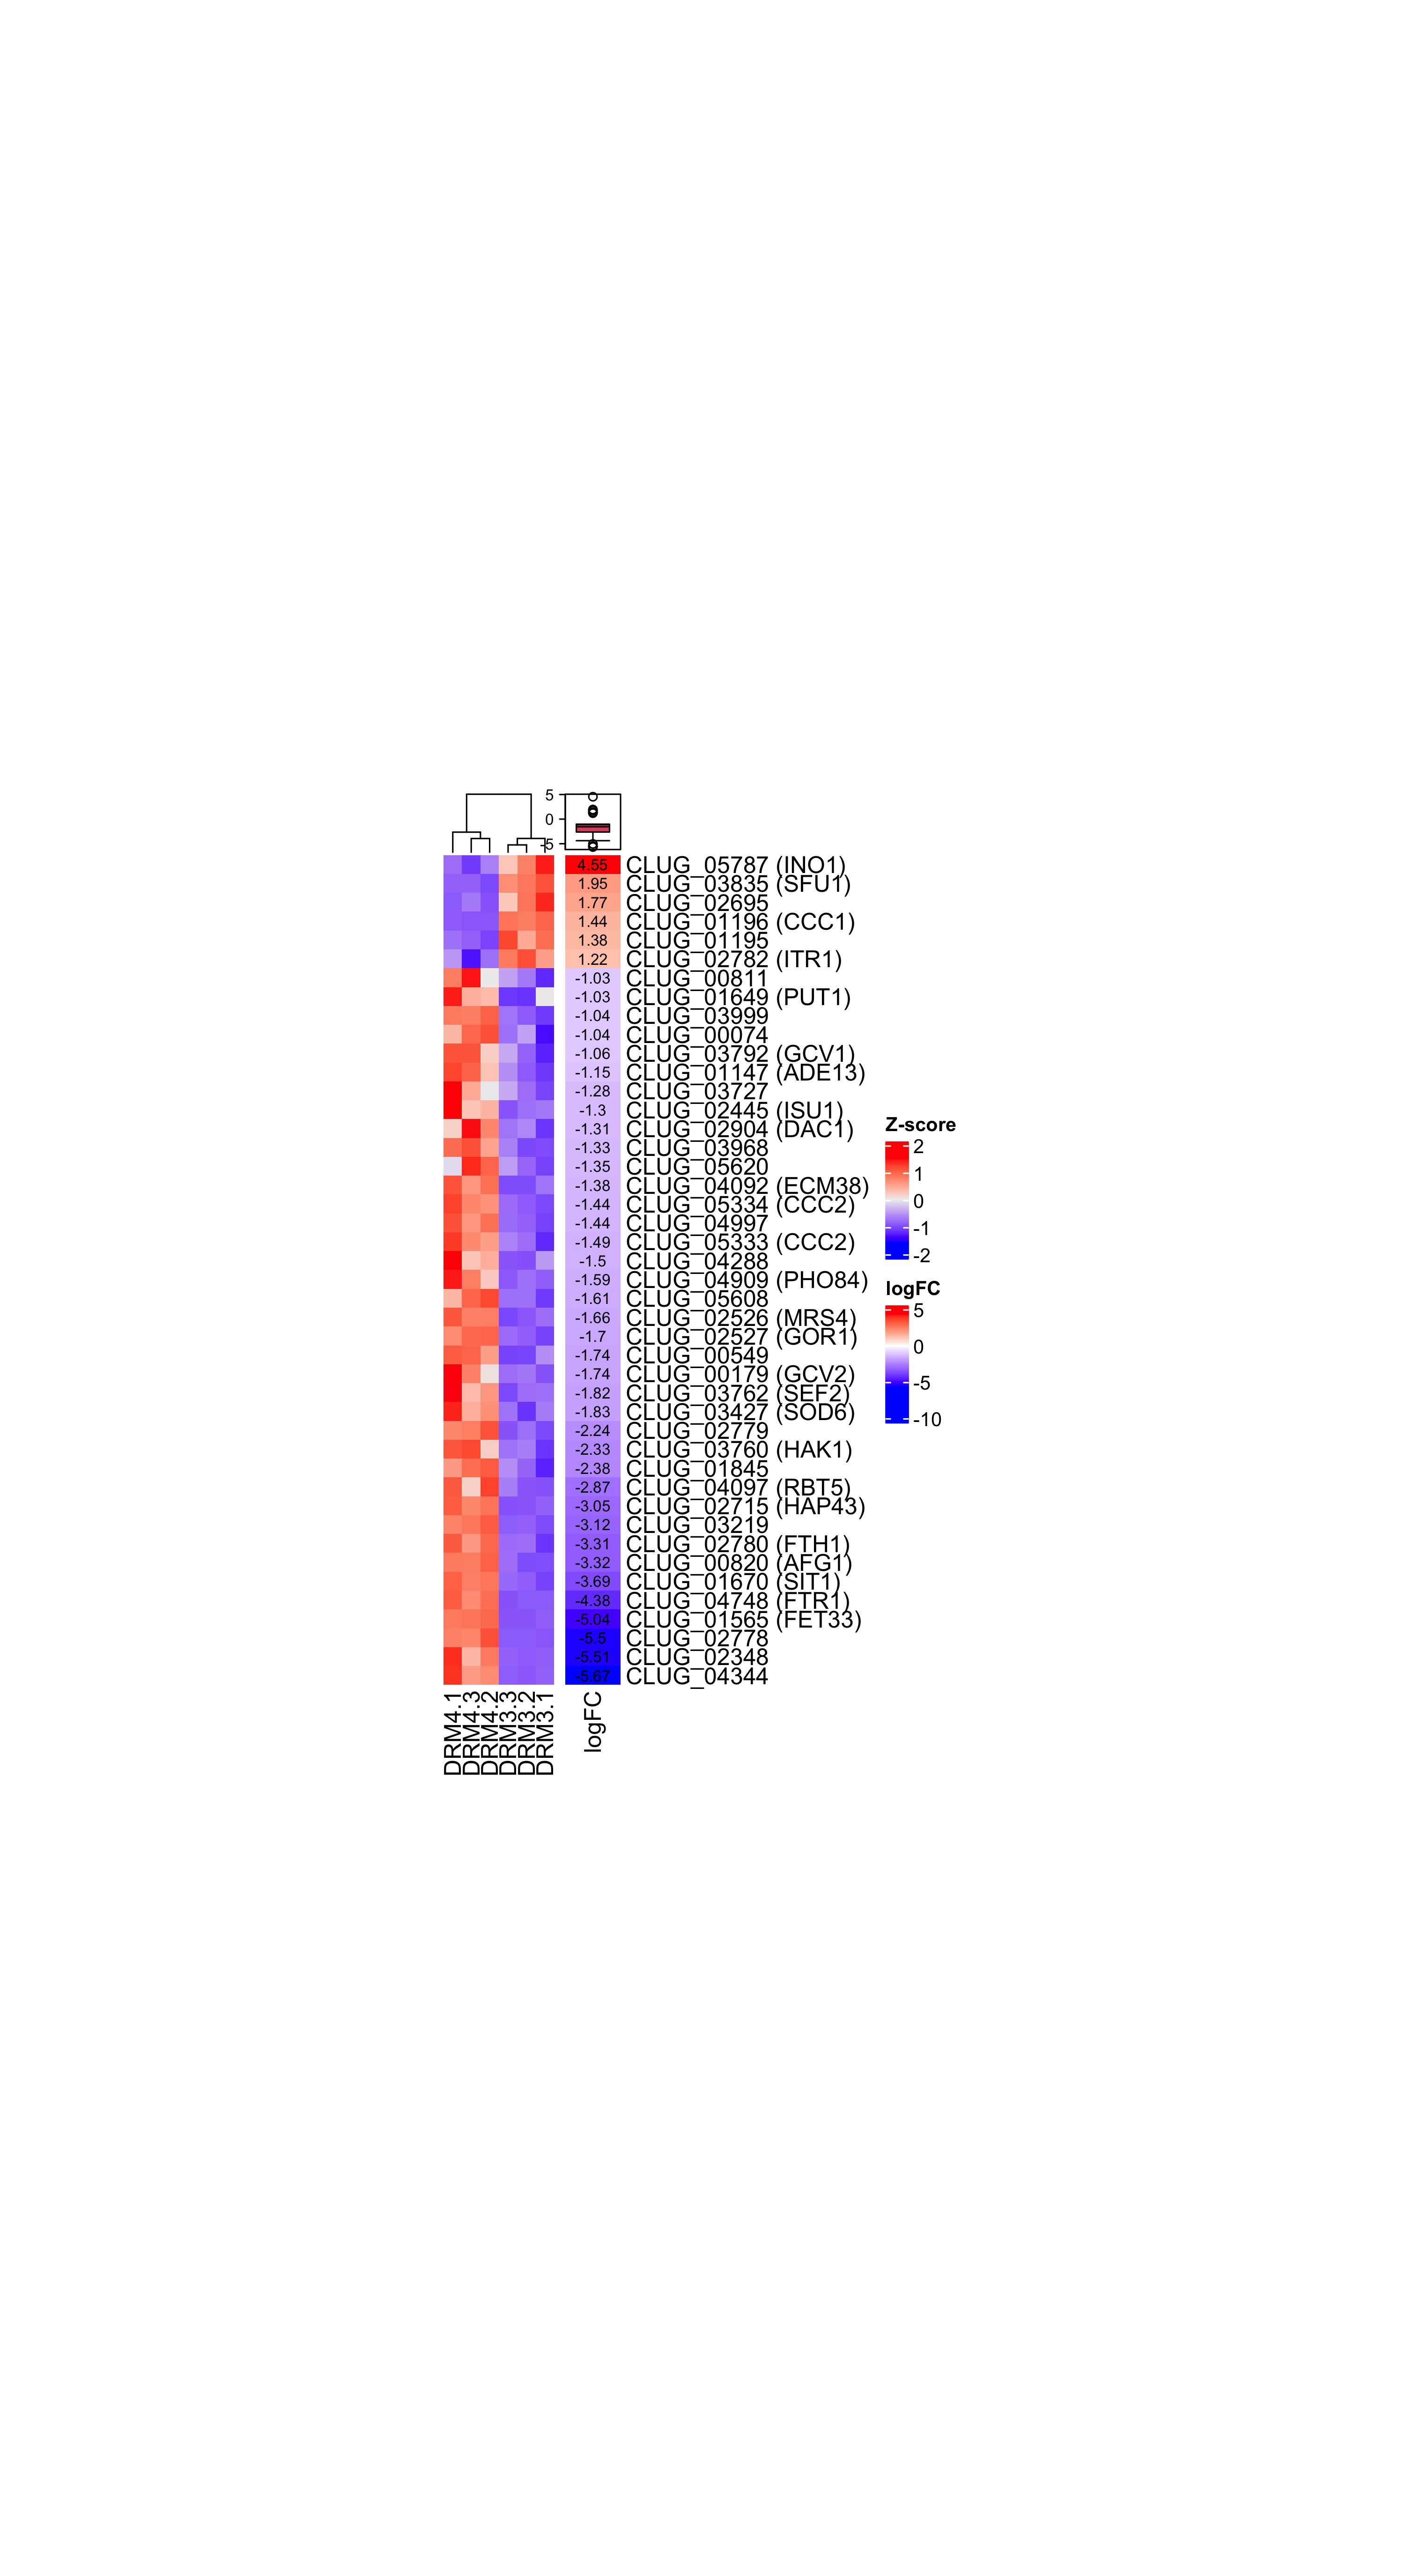 5
0
-5
4.55 CLUG_05787 (INO1)
1.95 CLUG_03835 (SFU1)
1.77 CLUG_02695
1.44 CLUG_01196 (CCC1)
1.38 CLUG_01195
1.22 CLUG_02782 (ITR1)
-1.03 CLUG_00811
-1.03 CLUG_01649 (PUT1)
-1.04 CLUG_03999
-1.04 CLUG_00074
-1.06 CLUG_03792 (GCV1)
-1.15 CLUG_01147 (ADE13)
-1.28 CLUG_03727
-1.3 CLUG_02445 (ISU1)
-1.31 CLUG_02904 (DAC1)
-1.33 CLUG_03968
-1.35 CLUG_05620
-1.38 CLUG_04092 (ECM38)
-1.44 CLUG_05334 (CCC2)
-1.44 CLUG_04997
-1.49 CLUG_05333 (CCC2)
-1.5 CLUG_04288
-1.59 CLUG_04909 (PHO84)
-1.61 CLUG_05608
-1.66 CLUG_02526 (MRS4)
-1.7 CLUG_02527 (GOR1)
-1.74 CLUG_00549
-1.74 CLUG_00179 (GCV2)
-1.82 CLUG_03762 (SEF2)
-1.83 CLUG_03427 (SOD6)
-2.24 CLUG_02779
-2.33 CLUG_03760 (HAK1)
-2.38 CLUG_01845
-2.87 CLUG_04097 (RBT5)
-3.05 CLUG_02715 (HAP43)
-3.12 CLUG_03219
-3.31 CLUG_02780 (FTH1)
-3.32 CLUG_00820 (AFG1)
-3.69 CLUG_01670 (SIT1)
-4.38 CLUG_04748 (FTR1)
-5.04 CLUG_01565 (FET33)
-5.5 CLUG_02778
-5.51 CLUG_02348
-5.67 CLUG_04344
DRM4.1
DRM4.3
DRM4.2
DRM3.3
DRM3.2
DRM3.1
logFC
Z-score
2
1
0
-1
-2
logFC
5
0
-5
-10